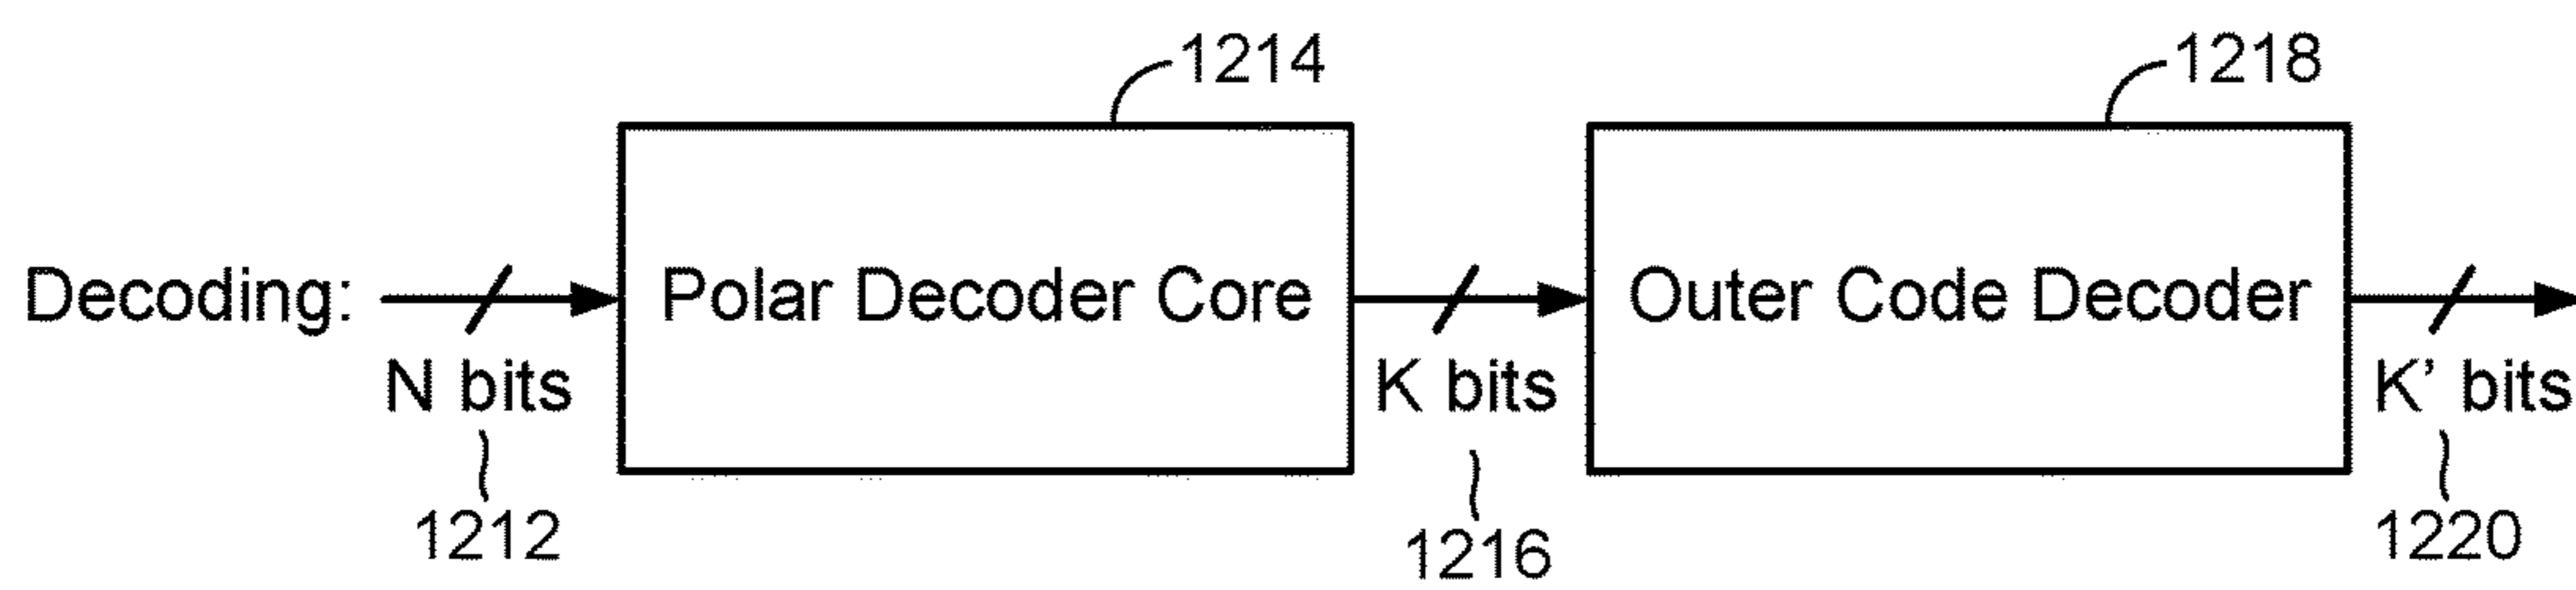 1214
1218
Decoding:
Polar Decoder Core
Outer Code Decoder
N bits
K bits
K’ bits
1212
1216
1220